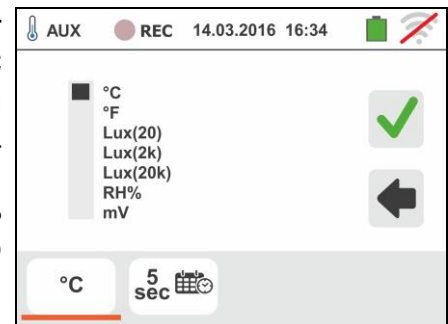 AUX REC 14.03.2016 16:34
°C
°F
Lux(20)
Lux(2k)
Lux(20k)
RH%
mV
°C 5 sec